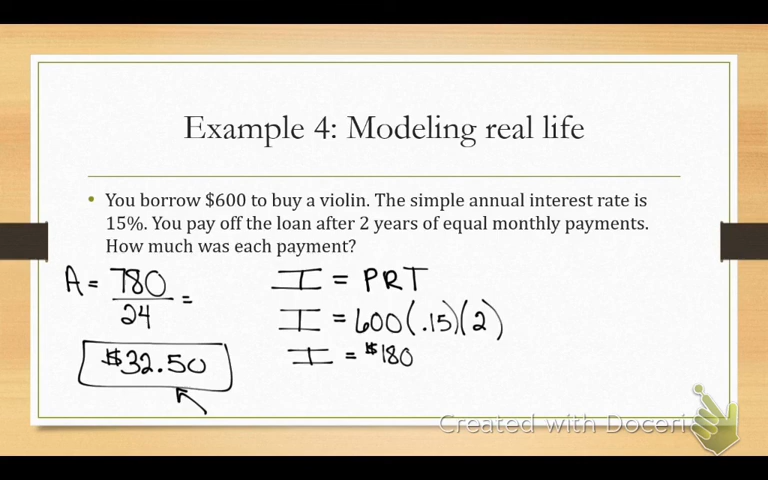 Example 4: Modeling real life
• You borrow $600 to buy a violin. The simple annual interest rate is
15%. You pay off the loan after 2 years of equal monthly payments.
How much was each payment?
A = 780/24 =
$32.50
I = PRT
I = 600(.15)(2)
I = $180
Created with Doceri